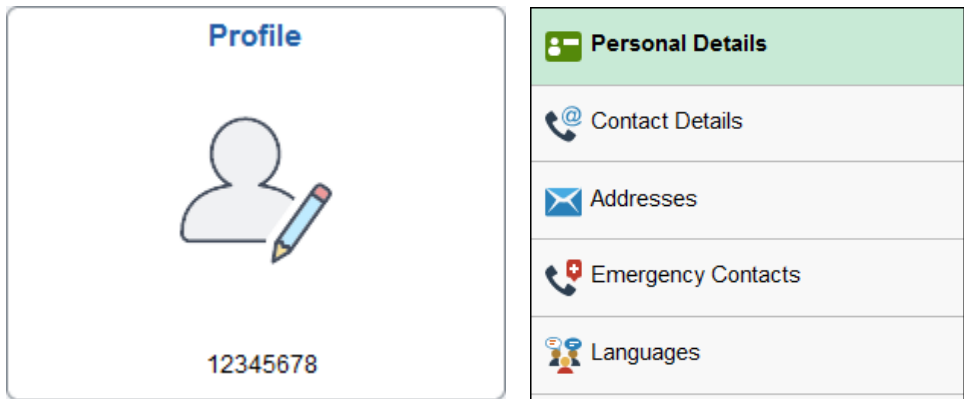 Profile
12345678
Personal Details
Contact Details
Addresses
Emergency Contacts
Languages